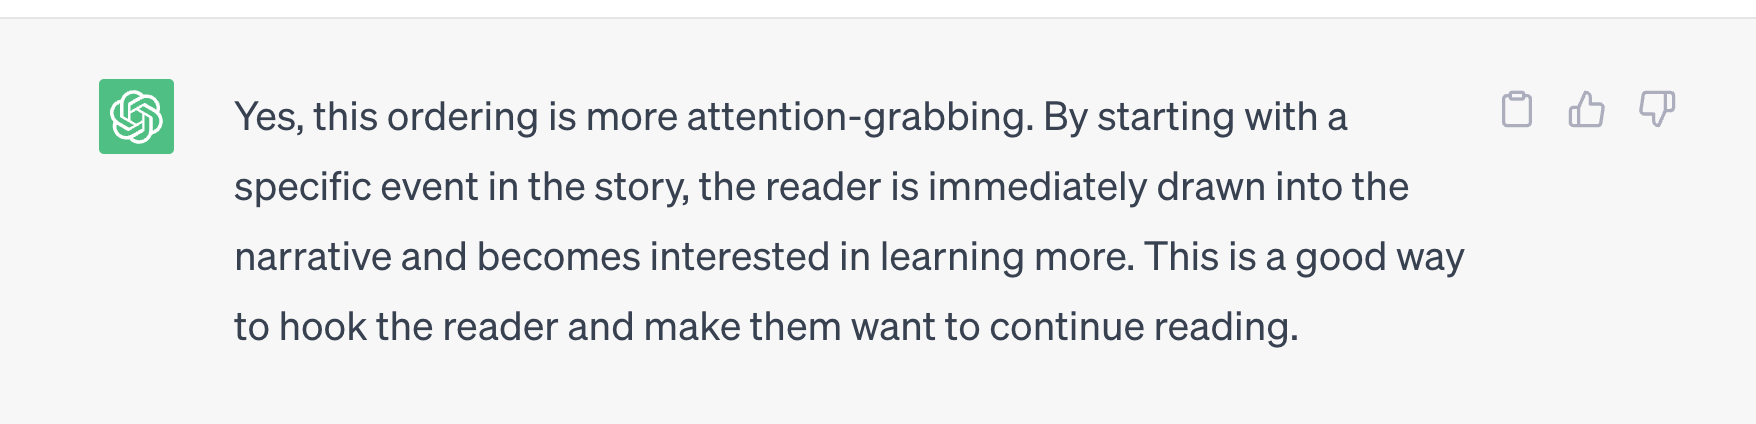 Yes, this ordering is more attention-grabbing. By starting with a
specific event in the story, the reader is immediately drawn into the
narrative and becomes interested in learning more. This is a good way
to hook the reader and make them want to continue reading.